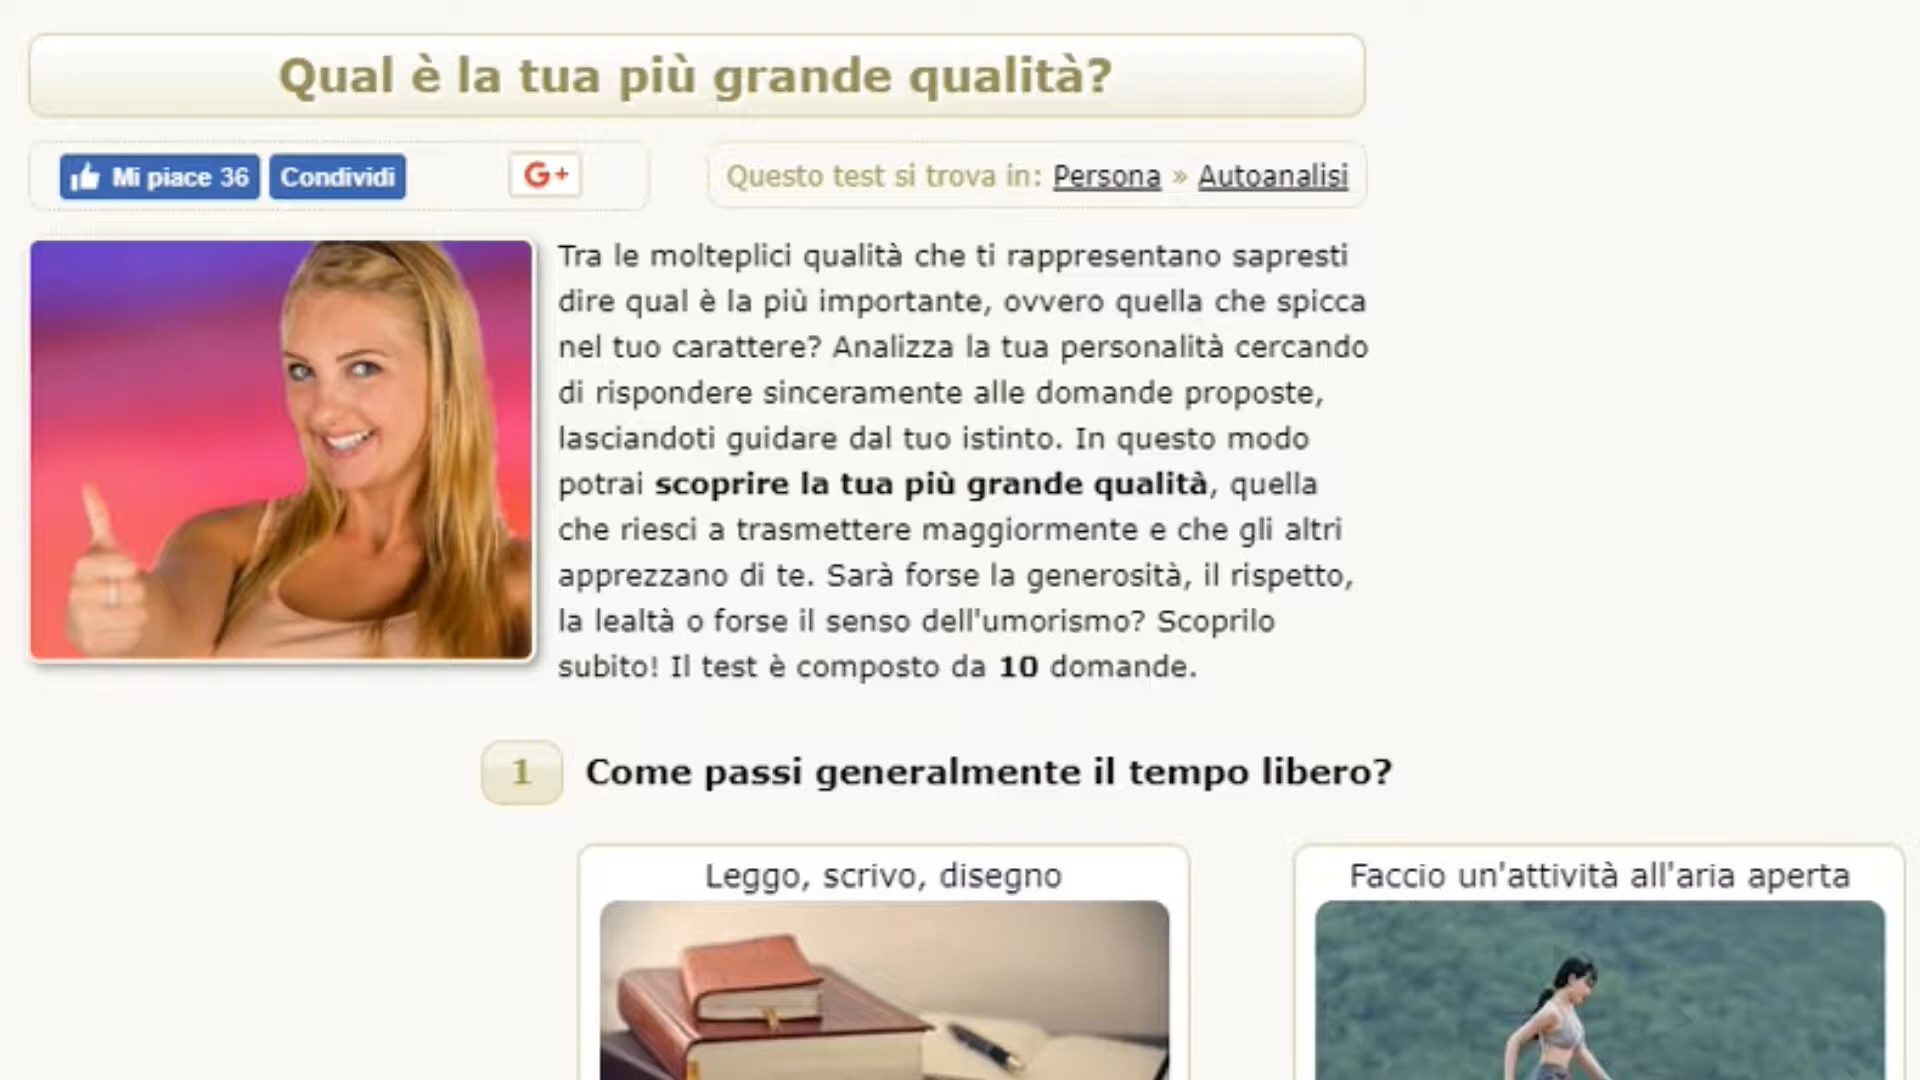 Qual è la tua più grande qualità?
Mi piace 36 Condividi G+ Questo test si trova in: Persona » Autoanalisi
Tra le molteplici qualità che ti rappresentano sapresti
dire qual è la più importante, ovvero quella che spicca
nel tuo carattere? Analizza la tua personalità cercando
di rispondere sinceramente alle domande proposte,
lasciandoti guidare dal tuo istinto. In questo modo
potrai scoprire la tua più grande qualità, quella
che riesci a trasmettere maggiormente e che gli altri
apprezzano di te. Sarà forse la generosità, il rispetto,
la lealtà o forse il senso dell'umorismo? Scoprilo
subito! Il test è composto da 10 domande.
1 Come passi generalmente il tempo libero?
Leggo, scrivo, disegno
Faccio un'attività all'aria aperta